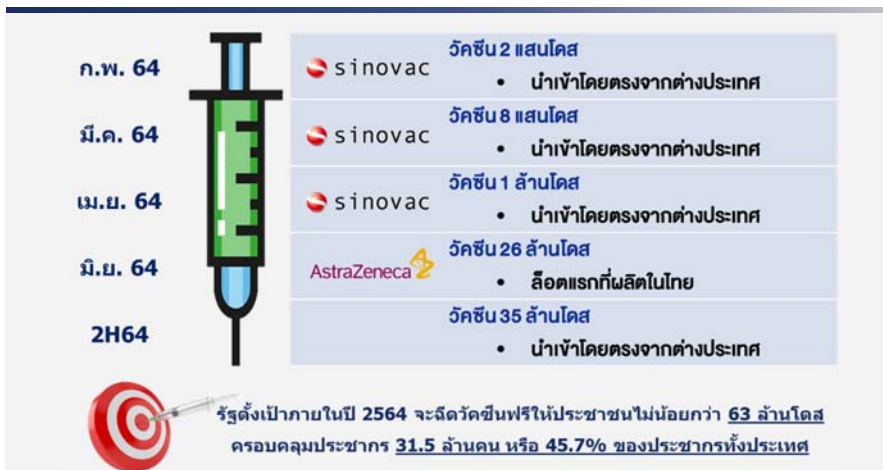 ก.พ. 64
sinovac
วัคซีน 2 แสนโดส
• นำเข้าโดยตรงจากต่างประเทศ
มี.ค. 64
sinovac
วัคซีน 8 แสนโดส
• นำเข้าโดยตรงจากต่างประเทศ
เม.ย. 64
sinovac
วัคซีน 1 ล้านโดส
• นำเข้าโดยตรงจากต่างประเทศ
มิ.ย. 64
AstraZeneca
วัคซีน 26 ล้านโดส
• ล็อตแรกที่ผลิตในไทย
2H64
วัคซีน 35 ล้านโดส
• นำเข้าโดยตรงจากต่างประเทศ
รัฐตั้งเป้าภายในปี 2564 จะฉีดวัคซีนฟรีให้ประชาชนไม่น้อยกว่า 63 ล้านโดส
ครอบคลุมประชากร 31.5 ล้านคน หรือ 45.7% ของประชากรทั้งประเทศ